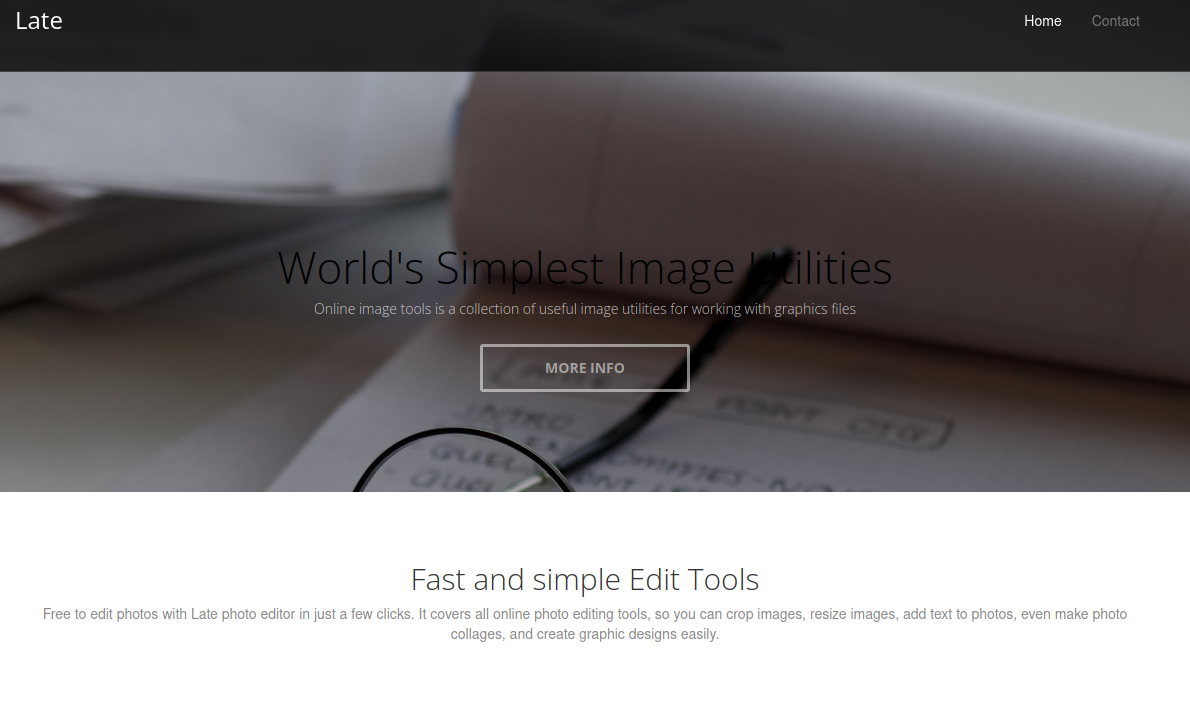 Late
Home Contact
World's Simplest Image Utilities
Online image tools is a collection of useful image utilities for working with graphics files
MORE INFO
POINT OTG
INTRO
Fast and simple Edit Tools
Free to edit photos with Late photo editor in just a few clicks. It covers all online photo editing tools, so you can crop images, resize images, add text to photos, even make photo
collages, and create graphic designs easily.